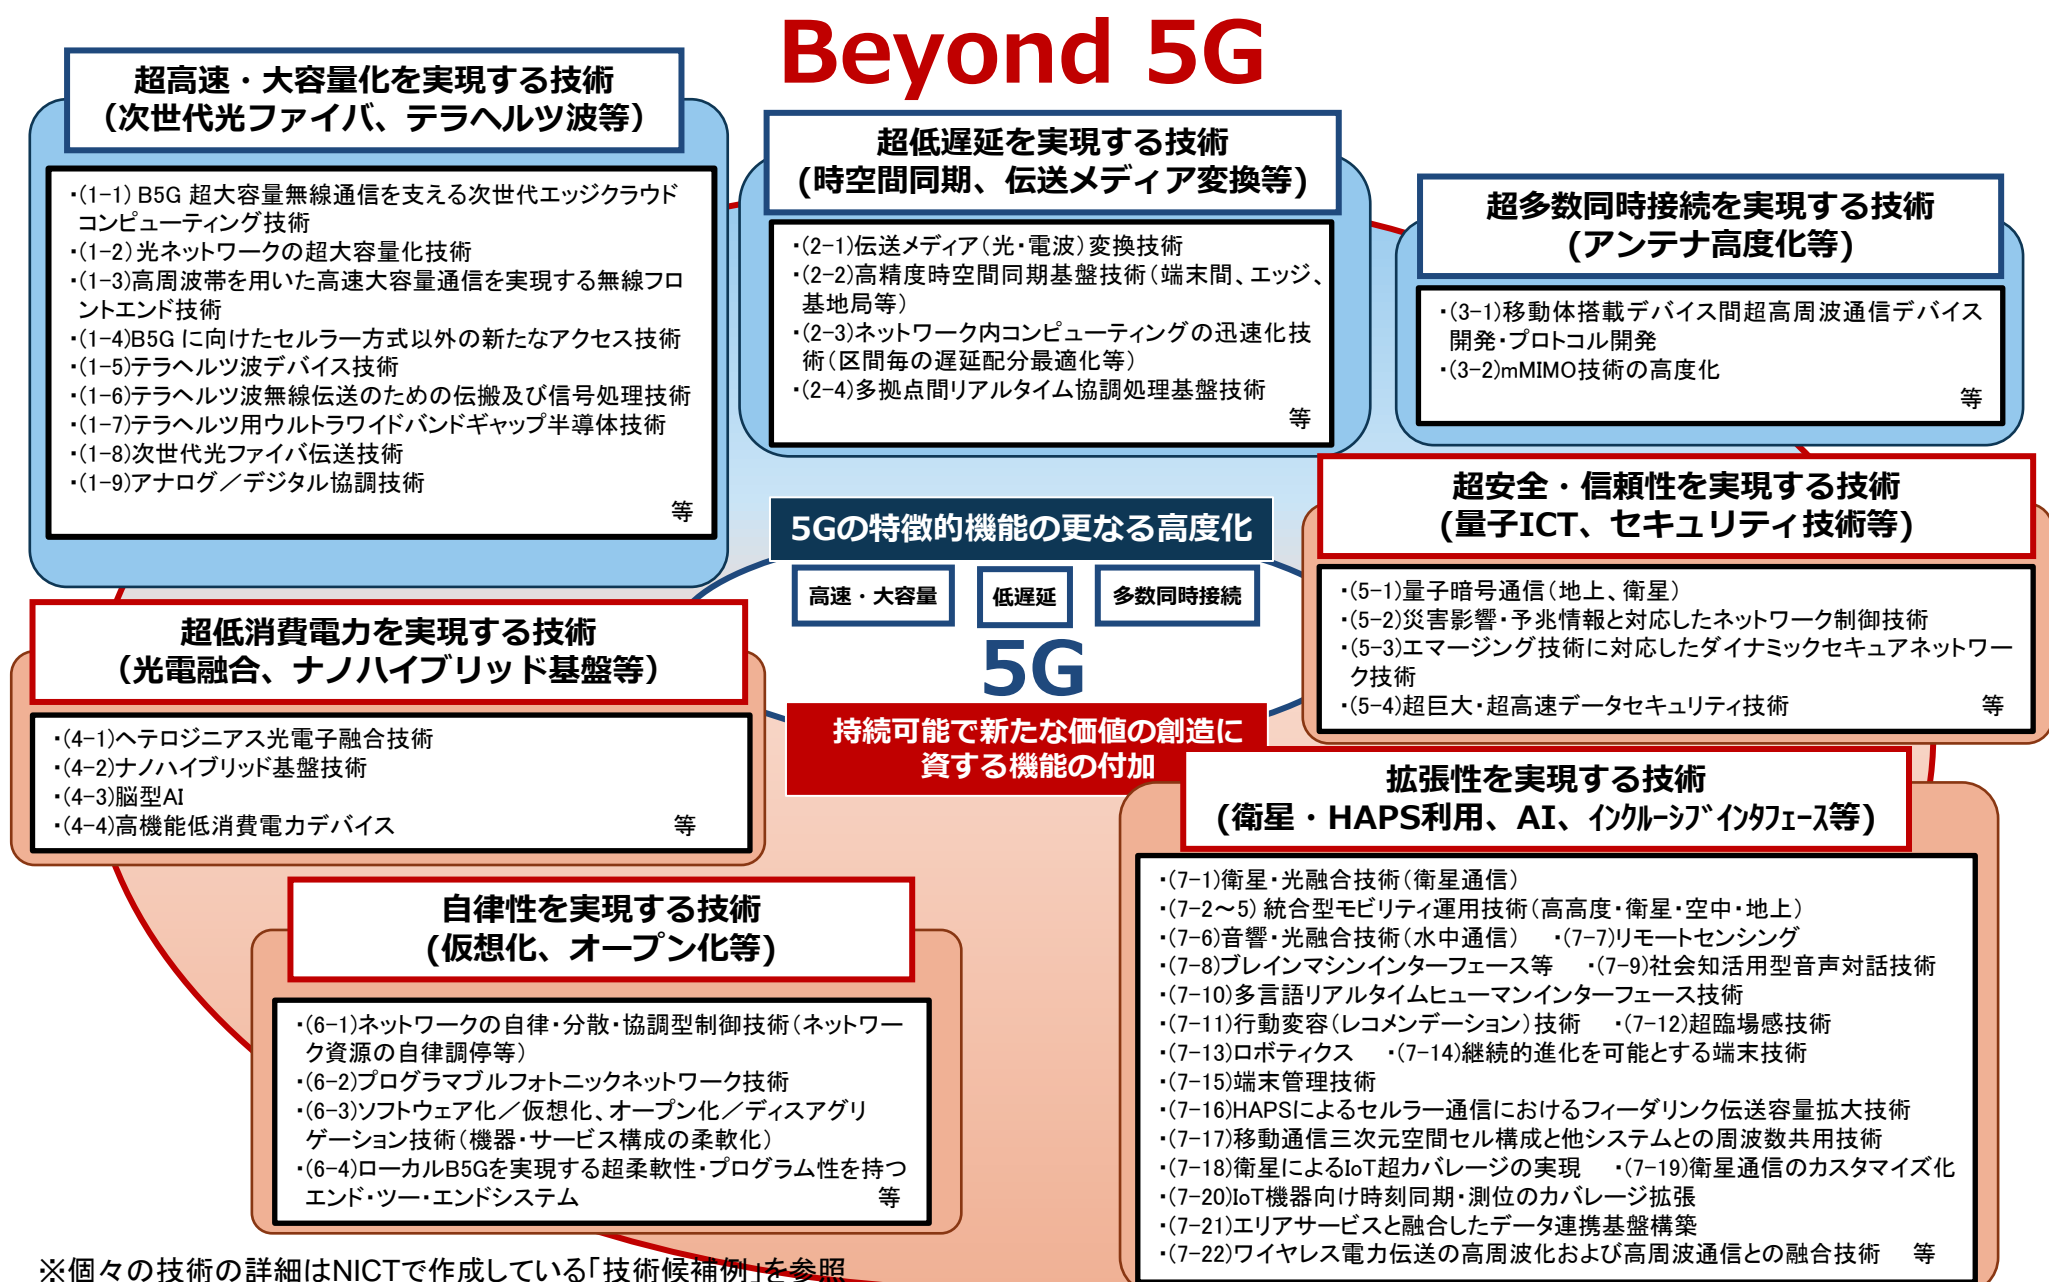 Beyond 5G
超高速・大容量化を実現する技術
（次世代光ファイバ、テラヘルツ波等）
・(1-1) B5G 超大容量無線通信を支える次世代エッジクラウド
コンピューティング技術
・(1-2)光ネットワークの超大容量化技術
・(1-3)高周波帯を用いた高速大容量通信を実現する無線フロ
ントエンド技術
・(1-4)B5G に向けたセルラー方式以外の新たなアクセス技術
・(1-5)テラヘルツ波デバイス技術
・(1-6)テラヘルツ波無線伝送のための伝搬及び信号処理技術
・(1-7)テラヘルツ用ウルトラワイドバンドギャップ半導体技術
・(1-8)次世代光ファイバ伝送技術
・(1-9)アナログ／デジタル協調技術
等
超低遅延を実現する技術
(時空間同期、伝送メディア変換等)
・(2-1)伝送メディア（光・電波）変換技術
・(2-2)高精度時空間同期基盤技術（端末間、エッジ、
基地局等）
・(2-3)ネットワーク内コンピューティングの迅速化技
術（区間毎の遅延配分最適化等）
・(2-4)多拠点間リアルタイム協調処理基盤技術
等
超多数同時接続を実現する技術
(アンテナ高度化等)
・(3-1)移動体搭載デバイス間超高周波通信デバイス
開発・プロトコル開発
・(3-2)mMIMO技術の高度化
等
5Gの特徴的機能の更なる高度化
高速・大容量
低遅延
多数同時接続
5G
持続可能で新たな価値の創造に
資する機能の付加
超安全・信頼性を実現する技術
(量子ICT、セキュリティ技術等)
・(5-1)量子暗号通信（地上、衛星）
・(5-2)災害影響・予兆情報と対応したネットワーク制御技術
・(5-3)エマージング技術に対応したダイナミックセキュアネットワー
ク技術
・(5-4)超巨大・超高速データセキュリティ技術 等
超低消費電力を実現する技術
（光電融合、ナノハイブリッド基盤等）
・(4-1)ヘテロジニアス光電子融合技術
・(4-2)ナノハイブリッド基盤技術
・(4-3)脳型AI
・(4-4)高機能低消費電力デバイス 等
拡張性を実現する技術
(衛星・HAPS利用、AI、ｲﾝｸﾙｰｼﾌﾞｲﾝﾀﾌｪｰｽ等)
・(7-1)衛星・光融合技術（衛星通信）
・(7-2～5) 統合型モビリティ運用技術（高高度・衛星・空中・地上）
・(7-6)音響・光融合技術（水中通信） ・(7-7)リモートセンシング
・(7-8)ブレインマシンインターフェース等 ・(7-9)社会知活用型音声対話技術
・(7-10)多言語リアルタイムヒューマンインターフェース技術
・(7-11)行動変容（レコメンデーション）技術 ・(7-12)超臨場感技術
・(7-13)ロボティクス ・(7-14)継続的進化を可能とする端末技術
・(7-15)端末管理技術
・(7-16)HAPSによるセルラー通信におけるフィーダリンク伝送容量拡大技術
・(7-17)移動通信三次元空間セル構成と他システムとの周波数共用技術
・(7-18)衛星によるIoT超カバレージの実現 ・(7-19)衛星通信のカスタマイズ化
・(7-20)IoT機器向け時刻同期・測位のカバレージ拡張
・(7-21)エリアサービスと融合したデータ連携基盤構築
・(7-22)ワイヤレス電力伝送の高周波化および高周波通信との融合技術 等
自律性を実現する技術
(仮想化、オープン化等)
・(6-1)ネットワークの自律・分散・協調型制御技術（ネットワー
ク資源の自律調停等）
・(6-2)プログラマブルフォトニックネットワーク技術
・(6-3)ソフトウェア化／仮想化、オープン化／ディスアグリ
ゲーション技術（機器・サービス構成の柔軟化）
・(6-4)ローカルB5Gを実現する超柔軟性・プログラム性を持つ
エンド・ツー・エンドシステム 等
※個々の技術の詳細はNICTで作成している「技術候補例」を参照